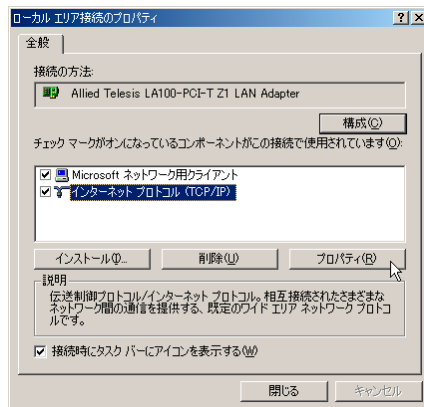 ローカル エリア接続のプロパティ
全般
接続の方法:
Allied Telesis LA100-PCI-T Z1 LAN Adapter
構成(C)
チェック マークがオンになっているコンポーネントがこの接続で使用されています(O):
Microsoft ネットワーク用クライアント
インターネット プロトコル (TCP/IP)
インストール(I)... 削除(U) プロパティ(R)
説明
伝送制御プロトコル/インターネット プロトコル。相互接続されたさまざまな
ネットワーク間の通信を提供する、既定のワイド エリア ネットワーク プロトコ
ルです。
接続時にタスク バーにアイコンを表示する(W)
閉じる キャンセル